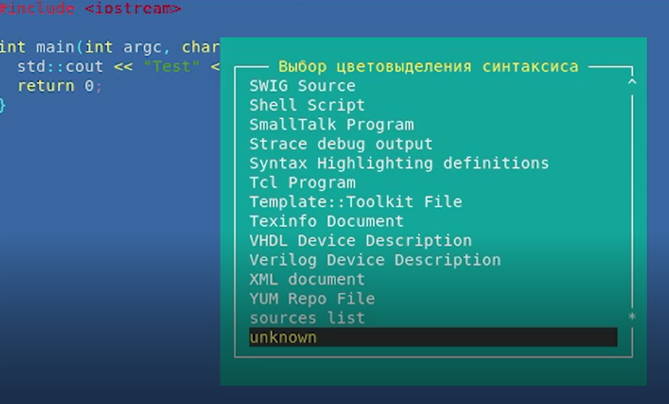 #include <iostream>
int main(int argc, char
std::cout << "Test" <
return 0;
}
Выбор цветовыделения синтаксиса
SWIG Source
Shell Script
SmallTalk Program
Strace debug output
Syntax Highlighting definitions
Tcl Program
Template::Toolkit File
Texinfo Document
VHDL Device Description
Verilog Device Description
XML document
YUM Repo File
sources list
unknown